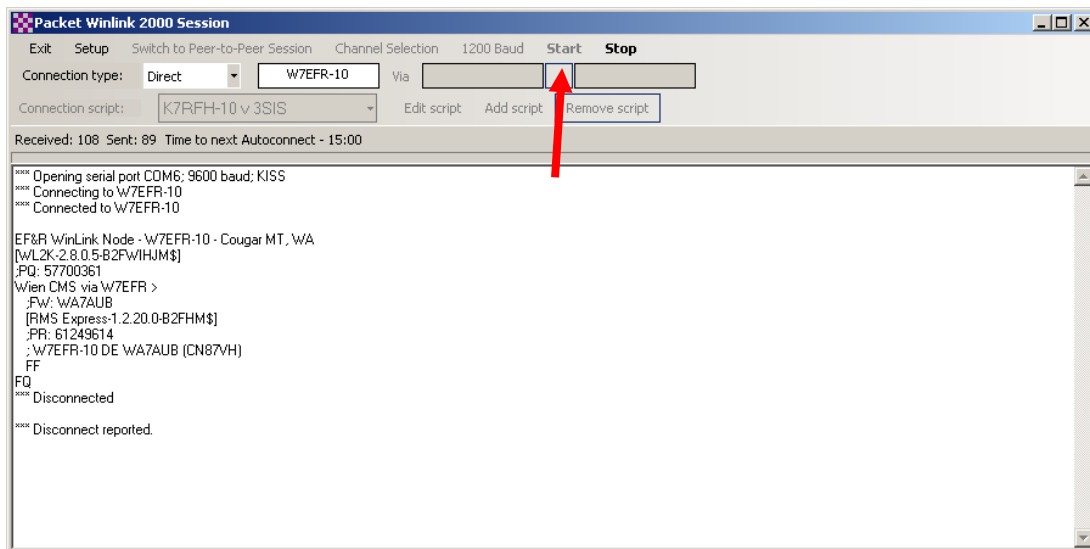 Packet Winlink 2000 Session
Exit Setup Switch to Peer-to-Peer Session Channel Selection 1200 Baud Start Stop
Connection type: Direct W7EFR-10 Via
Connection script: K7RFH-10 v 3SIS Edit script Add script Remove script
Received: 108 Sent: 89 Time to next Autoconnect - 15:00
*** Opening serial port COM6; 9600 baud; KISS
*** Connecting to W7EFR-10
*** Connected to W7EFR-10
EF&R WinLink Node - W7EFR-10 - Cougar MT, WA
[WL2K-2.8.0.5-B2FWIHJM$]
;PQ: 57700361
Wien CMS via W7EFR >
;FW: WA7AUB
[RMS Express-1.2.20.0-B2FHM$]
;PR: 61249614
; W7EFR-10 DE WA7AUB (CN87VH)
FF
FQ
*** Disconnected
*** Disconnect reported.